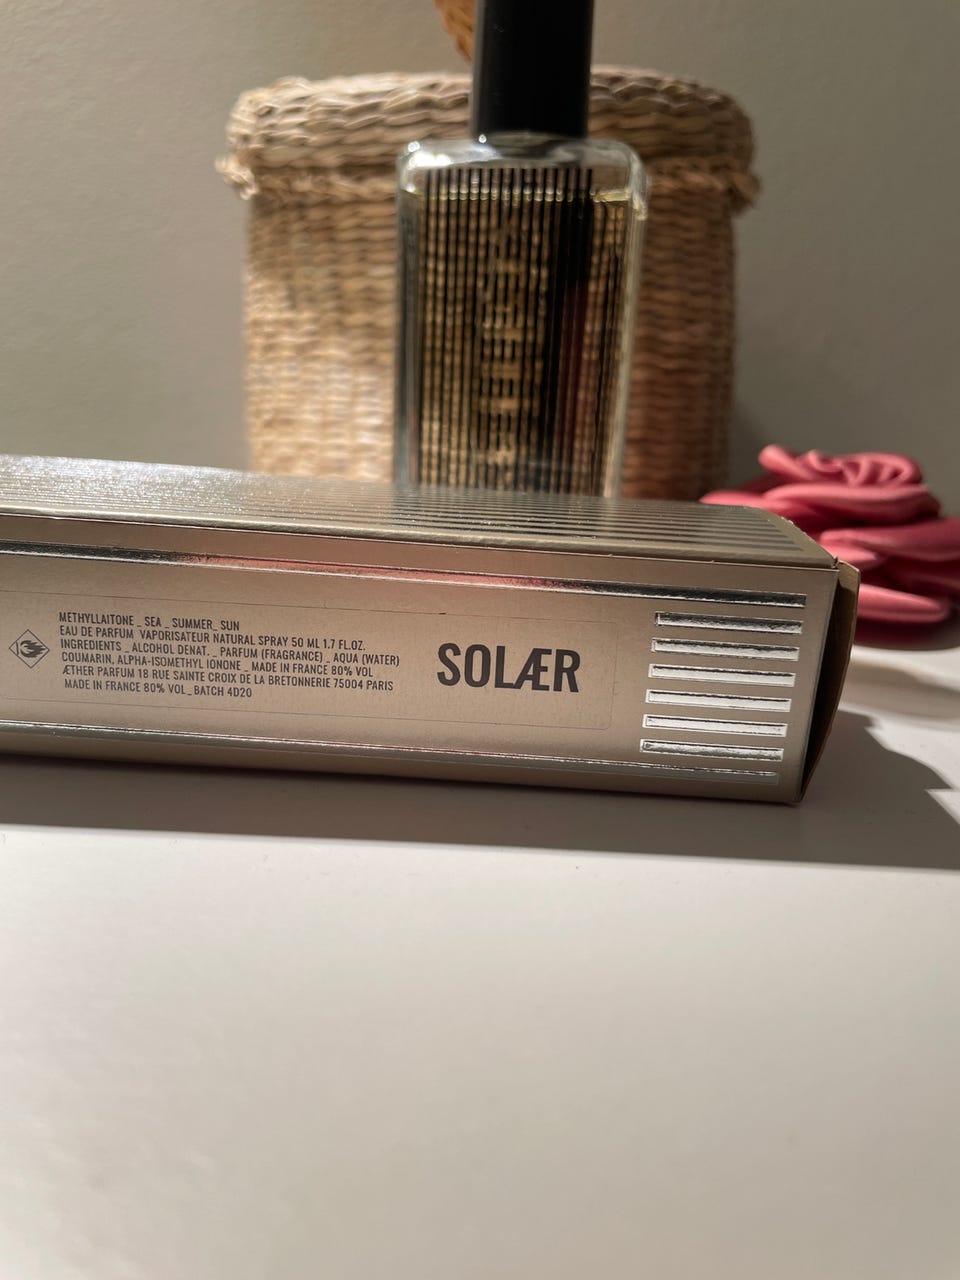 METHYLLAITONE _ SEA _ SUMMER_ SUN
EAU DE PARFUM VAPORISATEUR NATURAL SPRAY 50 ML 1.7 FL.OZ.
INGREDIENTS _ ALCOHOL DENAT. _ PARFUM (FRAGRANCE) _ AQUA (WATER)
COUMARIN, ALPHA-ISOMETHYL IONONE _ MADE IN FRANCE 80% VOL
ÆTHER PARFUM 18 RUE SAINTE CROIX DE LA BRETONNERIE 75004 PARIS
MADE IN FRANCE 80% VOL_ BATCH 4D20
SOLÆR